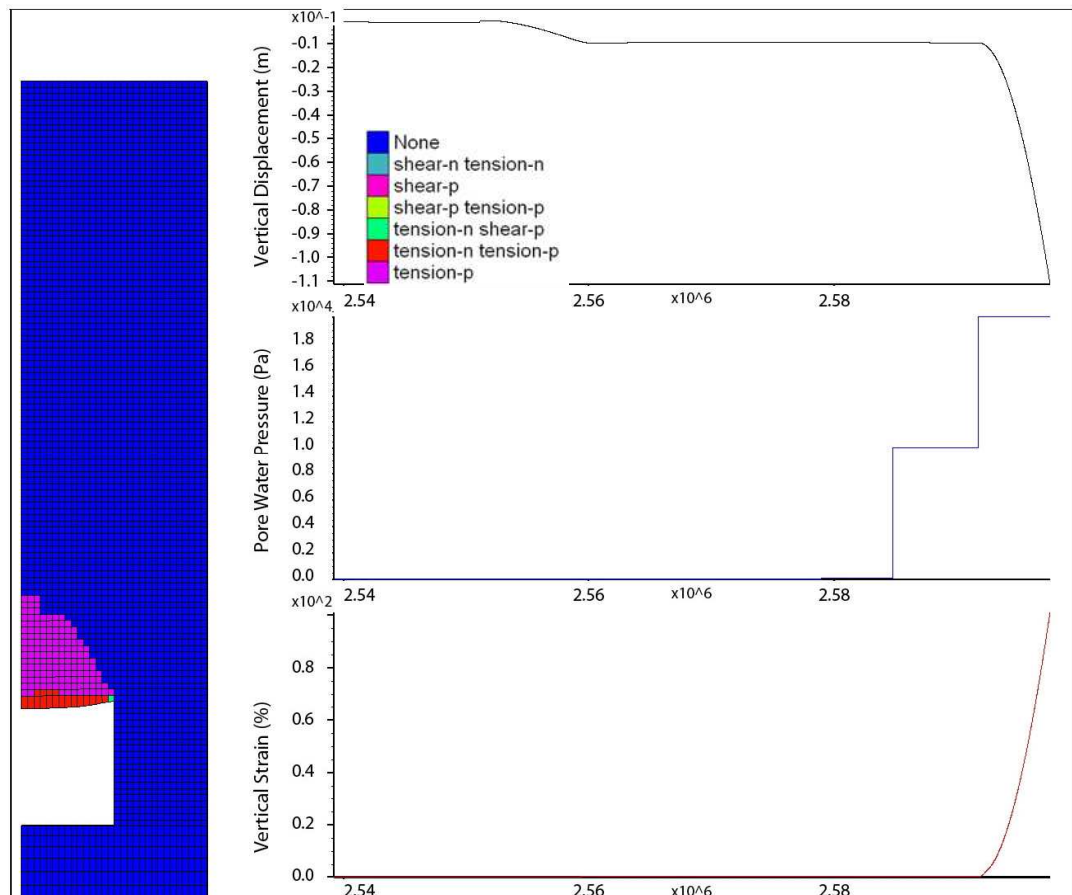 x10^-1
Vertical Displacement (m)
-0.1
-0.2
-0.3
-0.4
-0.5
-0.6
-0.7
-0.8
-0.9
-1.0
-1.1
None
shear-n tension-n
shear-p
shear-p tension-p
tension-n shear-p
tension-n tension-p
tension-p
2.54 2.56 x10^6 2.58
x10^4
Pore Water Pressure (Pa)
1.8
1.6
1.4
1.2
1.0
0.8
0.6
0.4
0.2
0.0
2.54 2.56 x10^6 2.58
x10^2
Vertical Strain (%)
0.8
0.6
0.4
0.2
0.0
2.54 2.56 x10^6 2.58